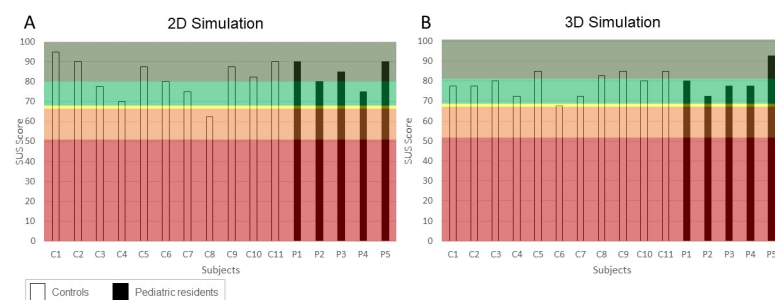 A
2D Simulation
SUS Score
100
90
80
70
60
50
40
30
20
10
0
C1 C2 C3 C4 C5 C6 C7 C8 C9 C10 C11 P1 P2 P3 P4 P5
Subjects
B
3D Simulation
SUS Score
100
90
80
70
60
50
40
30
20
10
0
C1 C2 C3 C4 C5 C6 C7 C8 C9 C10 C11 P1 P2 P3 P4 P5
Subjects
Controls Pediatric residents